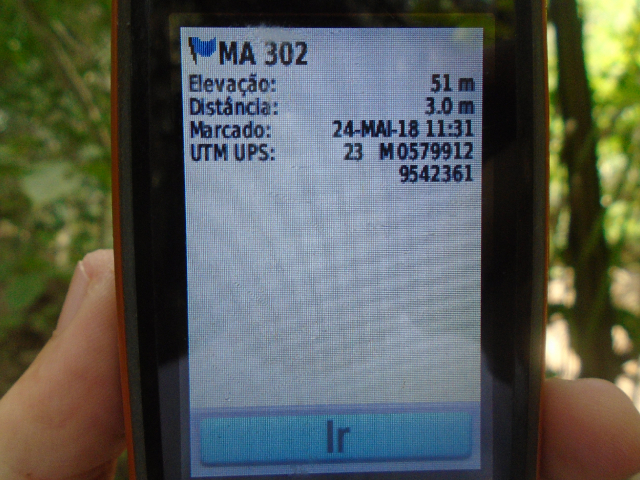 MA 302
Elevação: 51 m
Distância: 3.0 m
Marcado: 24-MAI-18 11:31
UTM UPS: 23 M 0579912
9542361
Ir